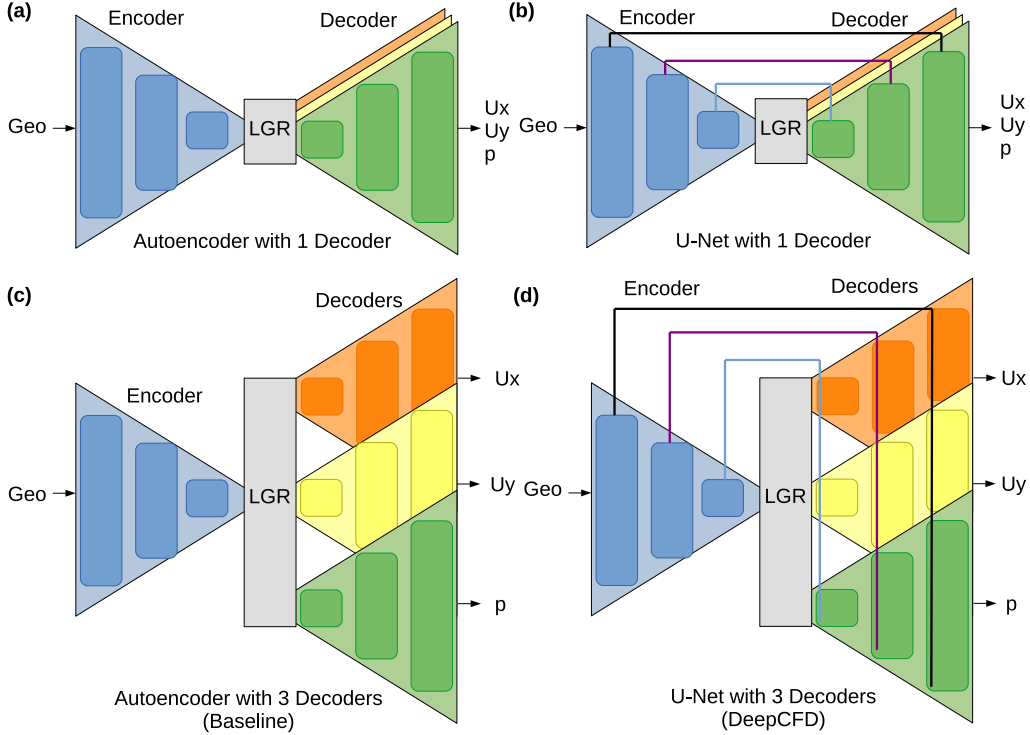 (a)
Encoder
Decoder
Geo
LGR
Ux
Uy
p
Autoencoder with 1 Decoder
(b)
Encoder
Decoder
Geo
LGR
Ux
Uy
p
U-Net with 1 Decoder
(c)
Decoders
Encoder
Geo
LGR
Ux
Uy
p
Autoencoder with 3 Decoders
(Baseline)
(d)
Encoder
Decoders
Geo
LGR
Ux
Uy
p
U-Net with 3 Decoders
(DeepCFD)